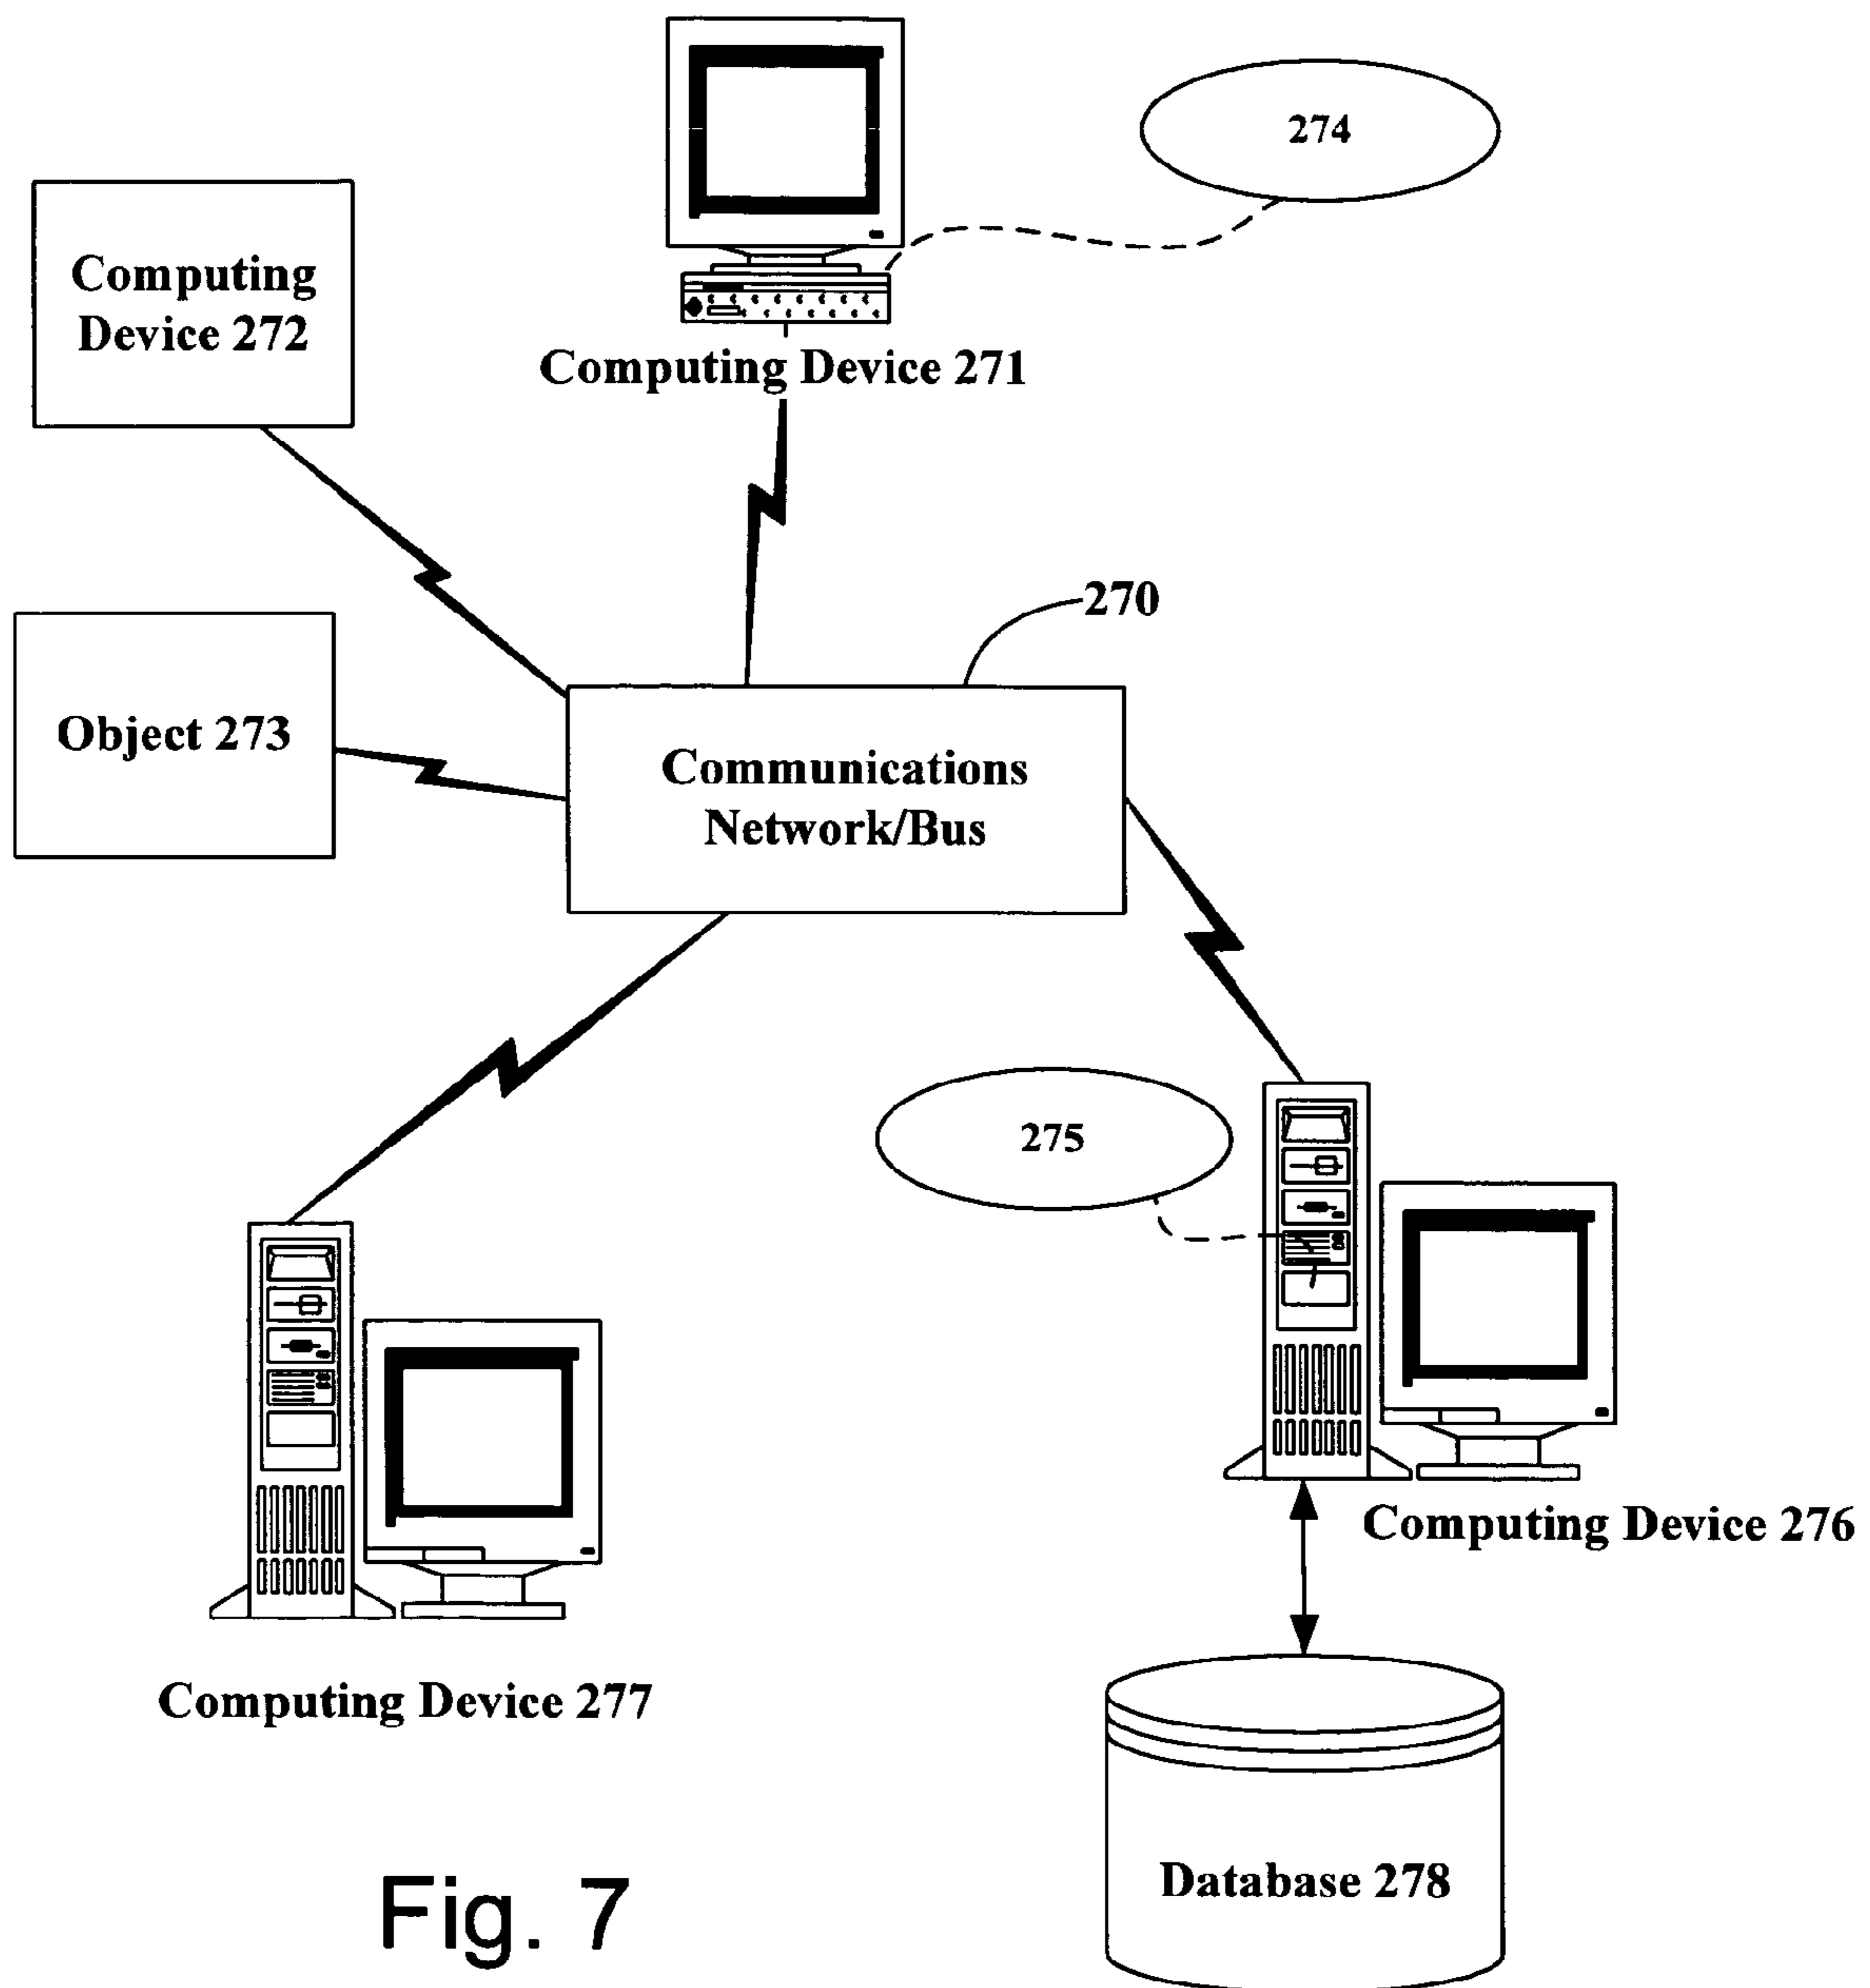 274
Computing
Device 272
Computing Device 271
270
Object 273
Communications
Network/Bus
275
Computing Device 276
Computing Device 277
Database 278
Fig. 7